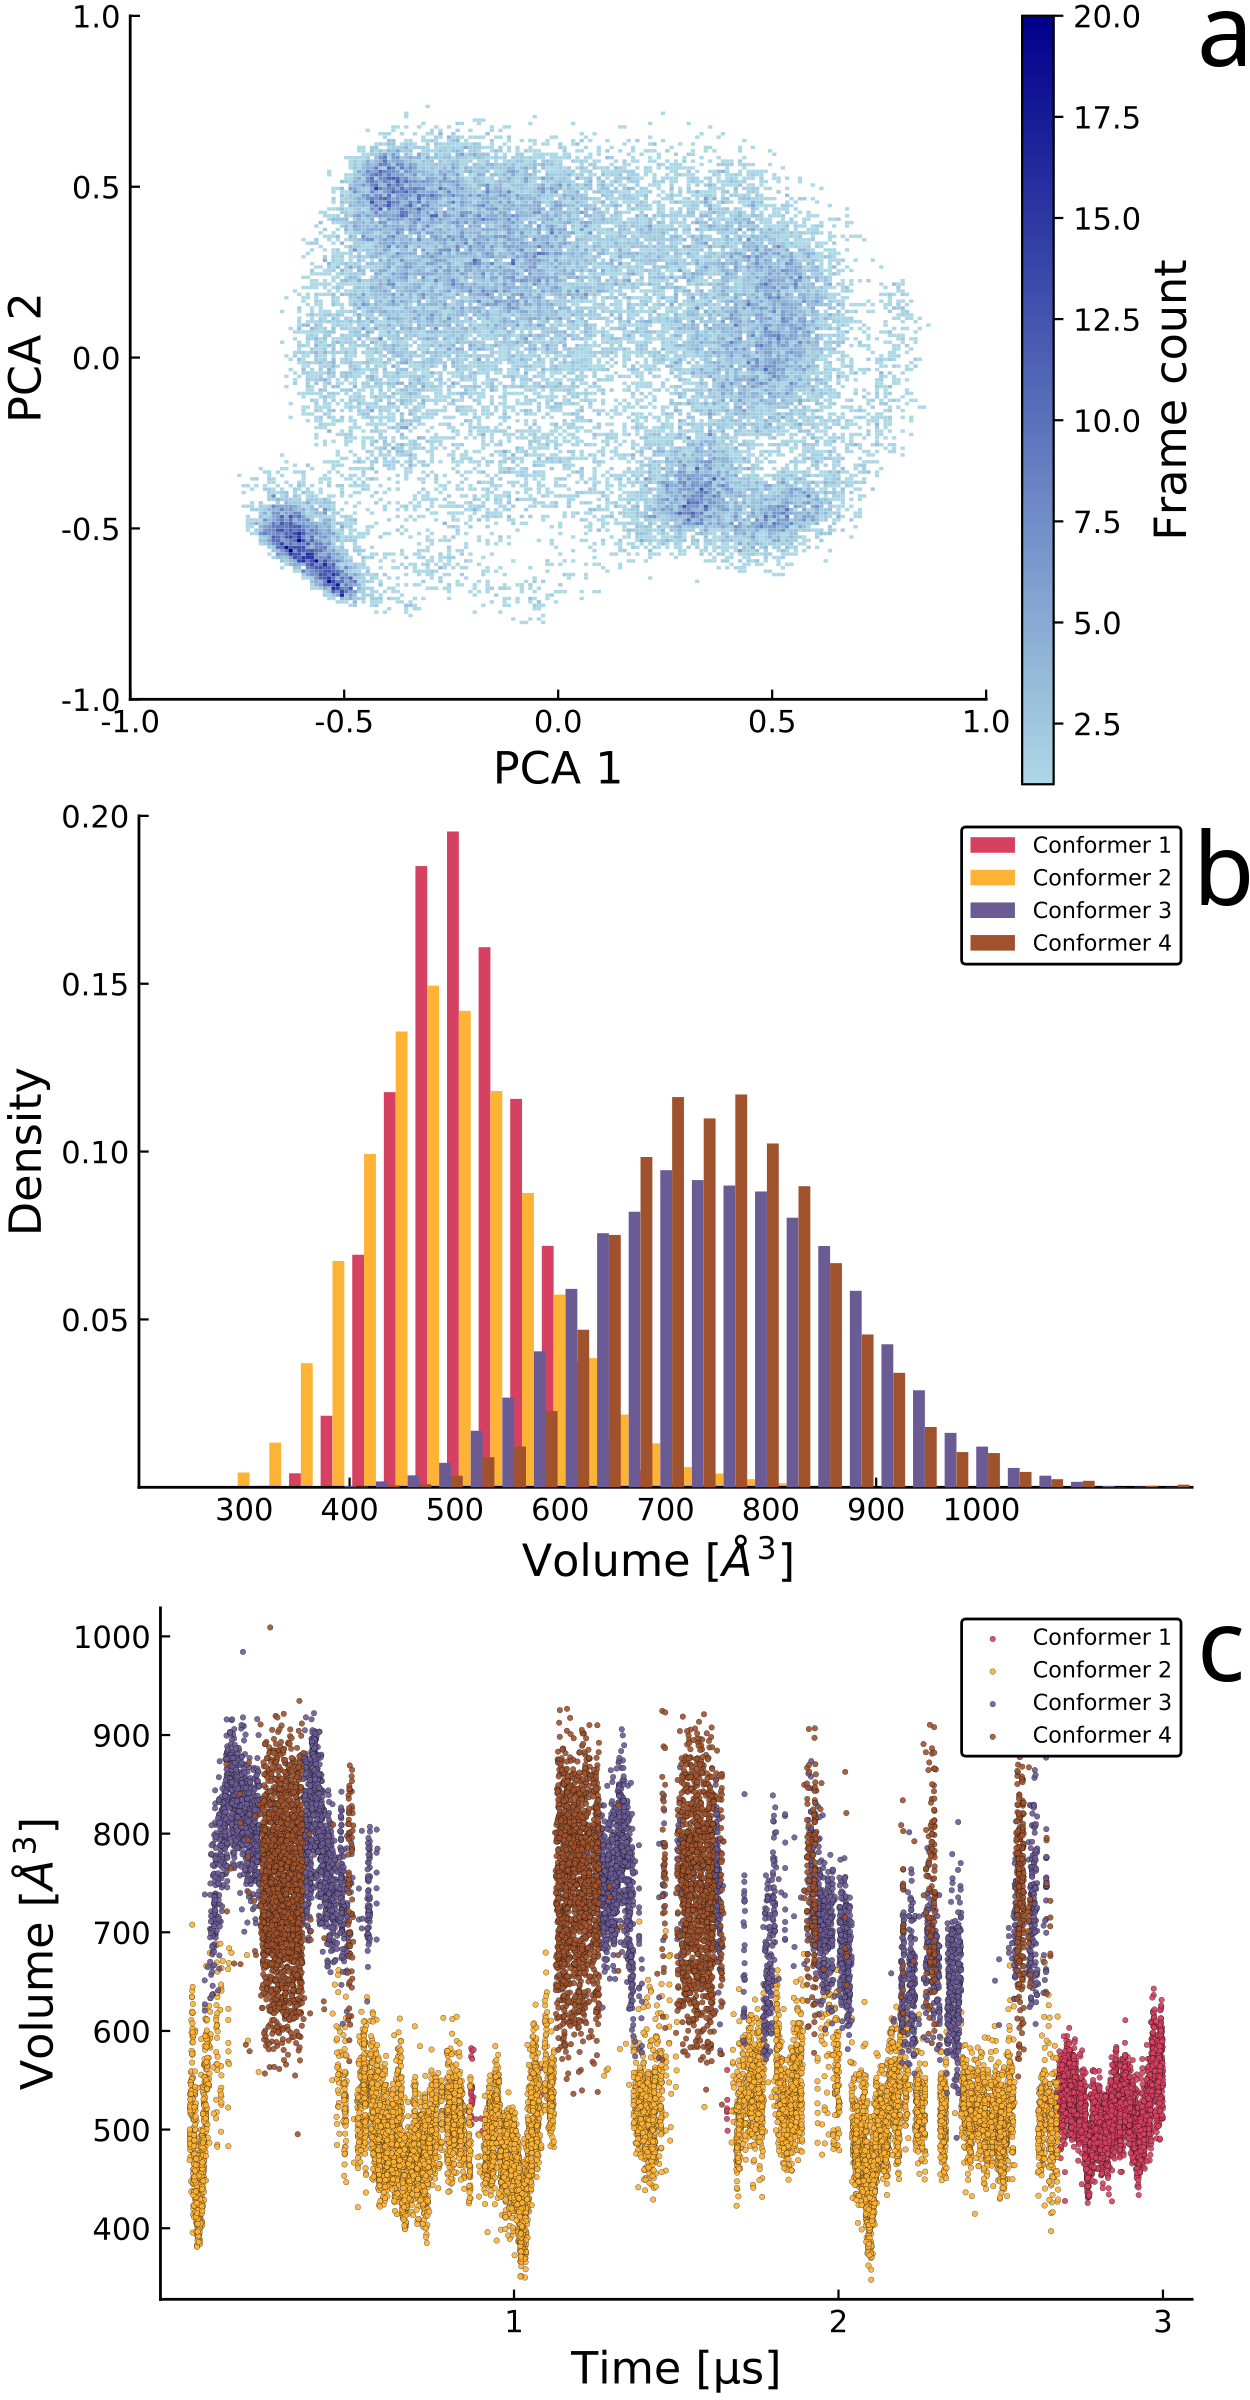 a
1.0
0.5
0.0
-0.5
-1.0
PCA 2
-1.0
-0.5
0.0
0.5
1.0
PCA 1
20.0
17.5
15.0
12.5
10.0
7.5
5.0
2.5
Frame count
b
0.20
0.15
0.10
0.05
Density
Conformer 1
Conformer 2
Conformer 3
Conformer 4
300 400 500 600 700 800 900 1000
Volume [Å³]
c
1000
900
800
700
600
500
400
Volume [Å³]
Conformer 1
Conformer 2
Conformer 3
Conformer 4
1 2 3
Time [µs]